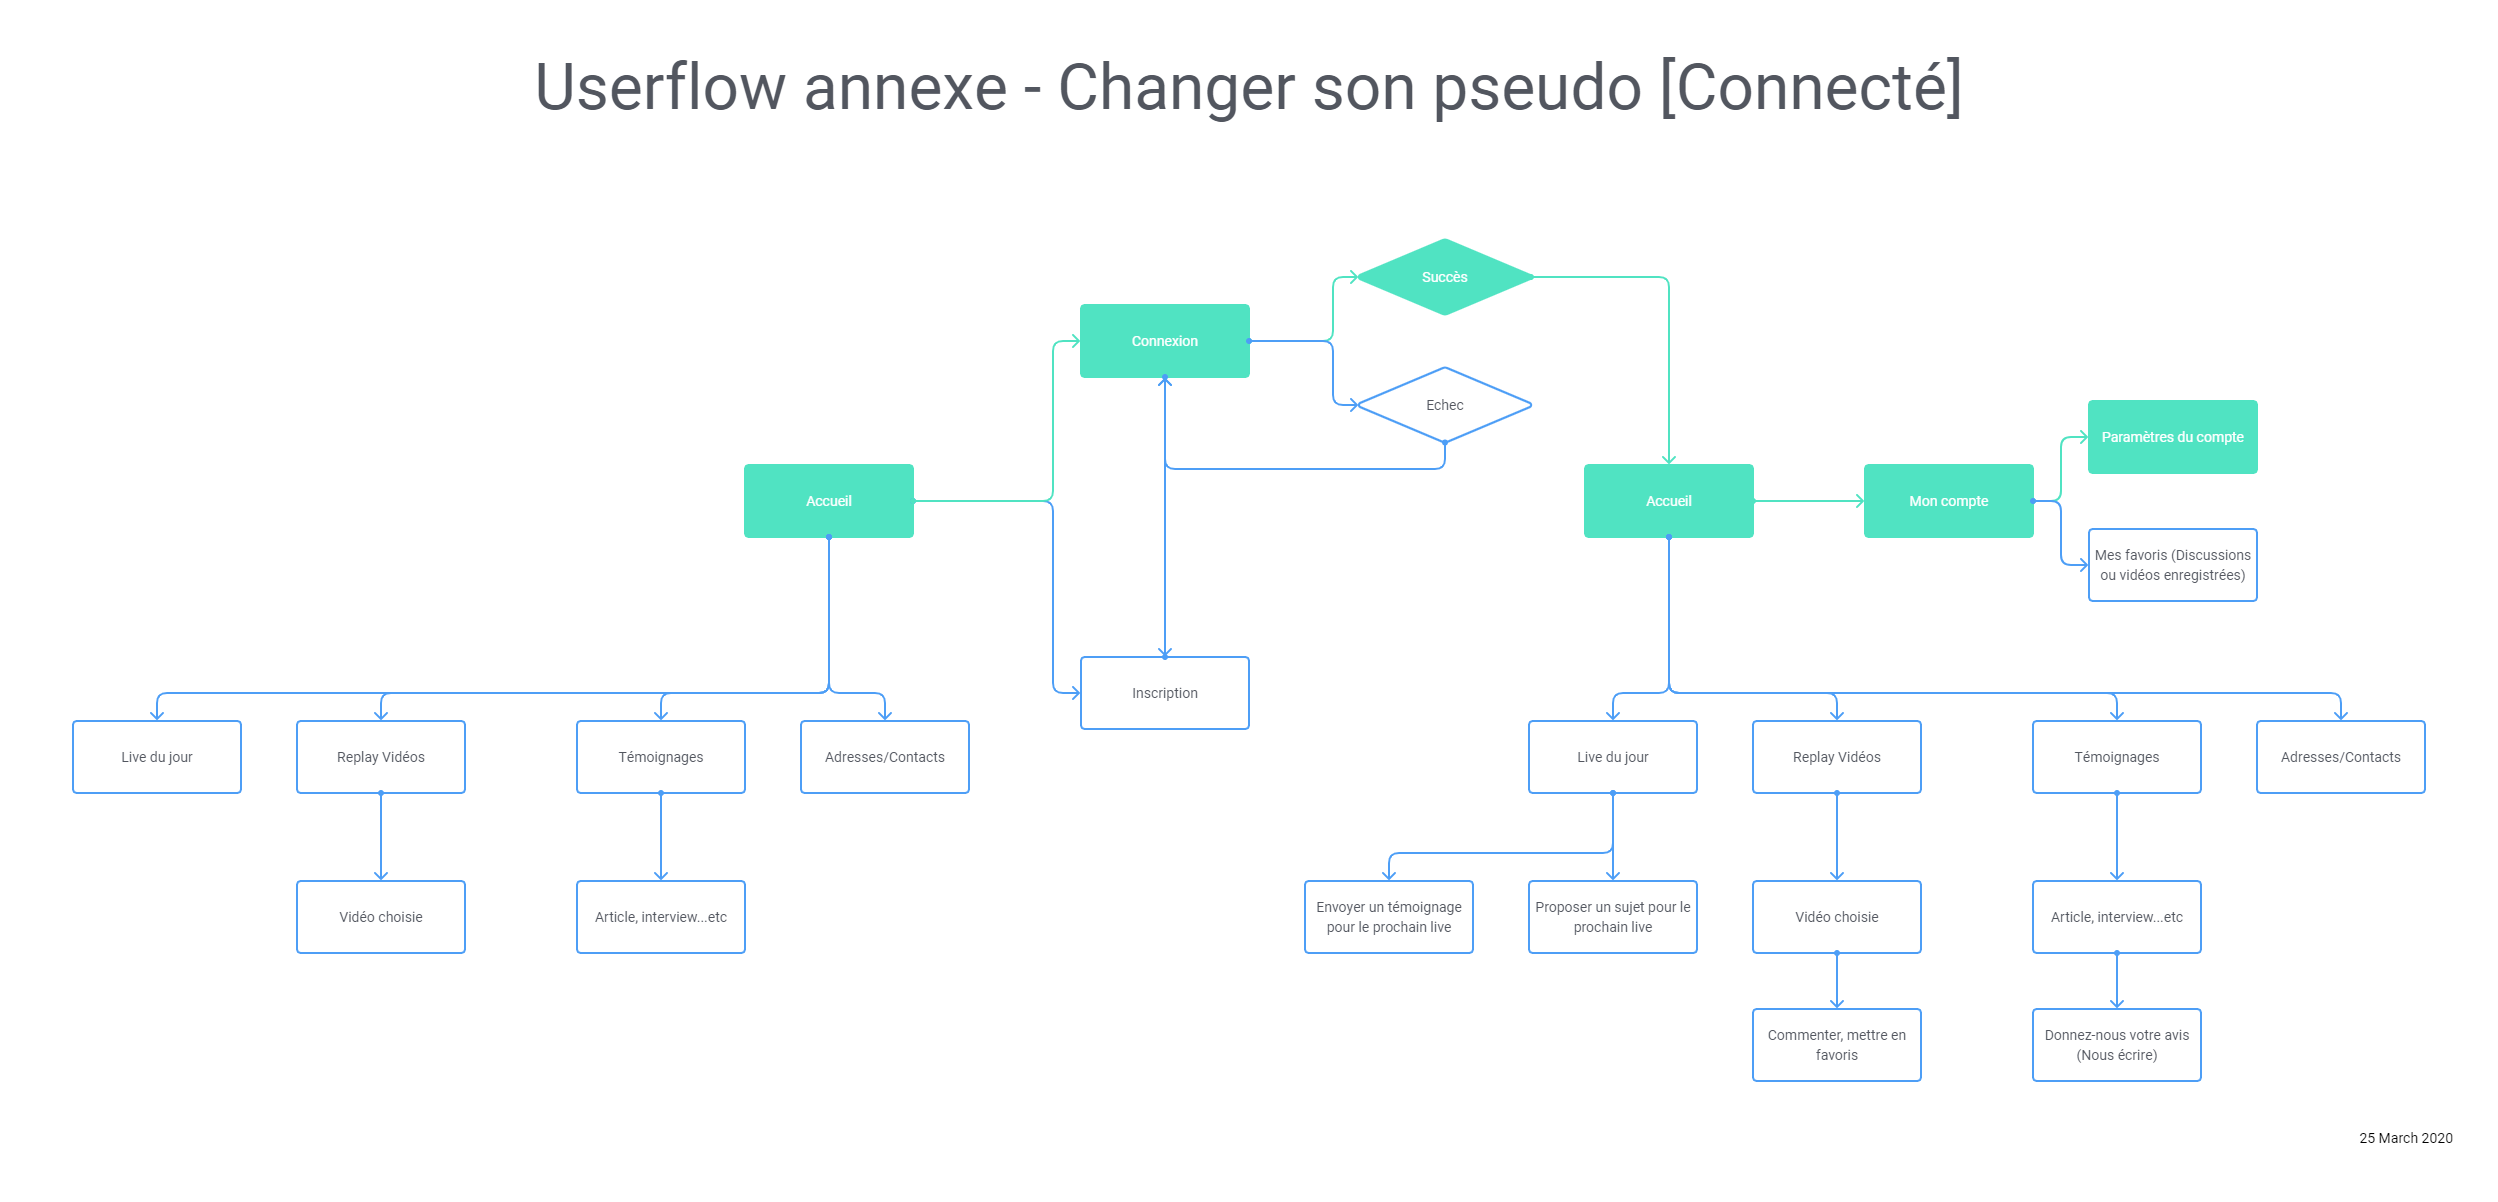 Userflow annexe - Changer son pseudo [Connecté]
Succès
Connexion
Echec
Paramètres du compte
Accueil
Accueil
Mon compte
Mes favoris (Discussions
ou vidéos enregistrées)
Inscription
Live du jour
Replay Vidéos
Témoignages
Adresses/Contacts
Live du jour
Replay Vidéos
Témoignages
Adresses/Contacts
Vidéo choisie
Article, interview...etc
Envoyer un témoignage
pour le prochain live
Proposer un sujet pour le
prochain live
Vidéo choisie
Article, interview...etc
Commenter, mettre en
favoris
Donnez-nous votre avis
(Nous écrire)
25 March 2020